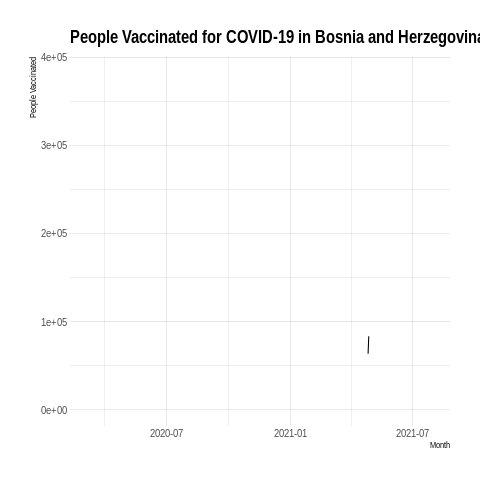 People Vaccinated for COVID-19 in Bosnia and Herzegovina
People Vaccinated
4e+05
3e+05
2e+05
1e+05
0e+00
2020-07
2021-01
2021-07
Month